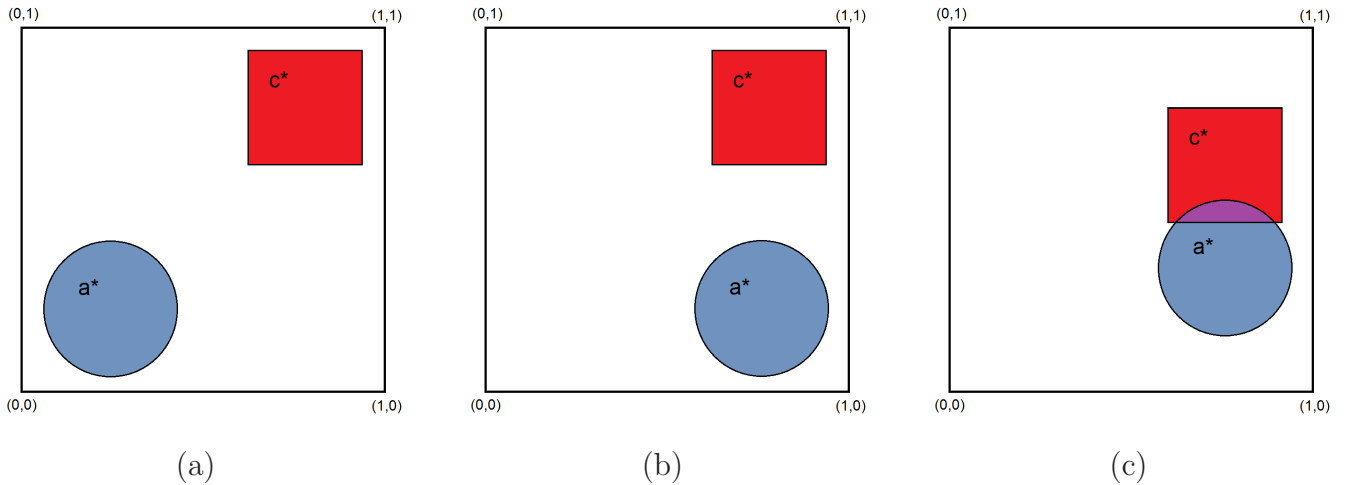 (0,1) (1,1) (0,1) (1,1) (0,1) (1,1)
c* c* c*
a* a* a*
(0,0) (1,0) (0,0) (1,0) (0,0) (1,0)
(a) (b) (c)